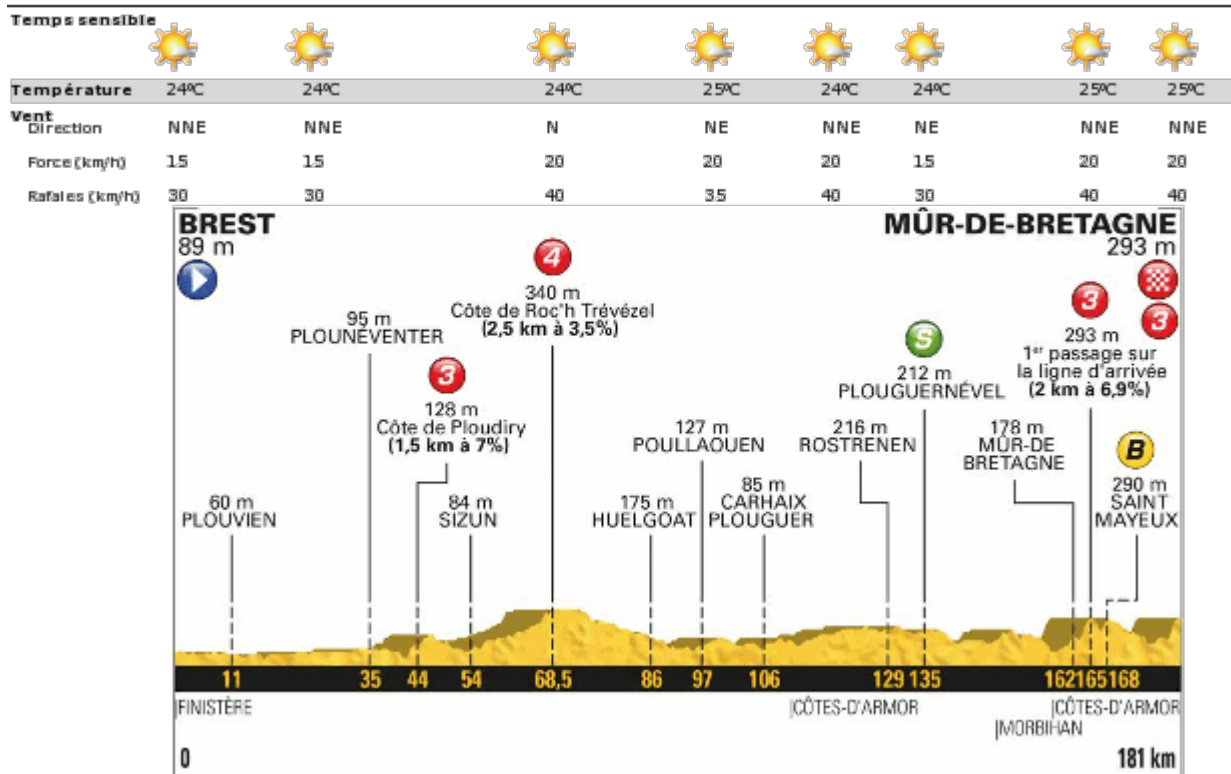 Temps sensible
Température 24ºC 24ºC 24ºC 25ºC 24ºC 24ºC 25ºC 25ºC
Vent
Direction NNE NNE N NE NNE NE NNE NNE
Force (km/h) 15 15 20 20 20 15 20 20
Rafales (km/h) 30 30 40 35 40 30 40 40
BREST
89 m
MÛR-DE-BRETAGNE
293 m
4
340 m
Côte de Roc'h Trévézel
(2,5 km à 3,5%)
3
3
95 m
PLOUNÉVENTER
S
293 m
1er passage sur
la ligne d'arrivée
(2 km à 6,9%)
3
128 m
Côte de Ploudiry
(1,5 km à 7%)
212 m
PLOUGUERNÉVEL
127 m
POULLAOUEN
216 m
ROSTRENEN
178 m
MÛR-DE
BRETAGNE
B
60 m
PLOUVIEN
84 m
SIZUN
175 m
HUELGOAT
85 m
CARHAIX
PLOUGUER
290 m
SAINT
MAYEUX
11 35 44 54 68,5 86 97 106 129 135 162 165 168
FINISTÈRE
CÔTES-D'ARMOR
CÔTES-D'ARMOR
MORBIHAN
0
181 km